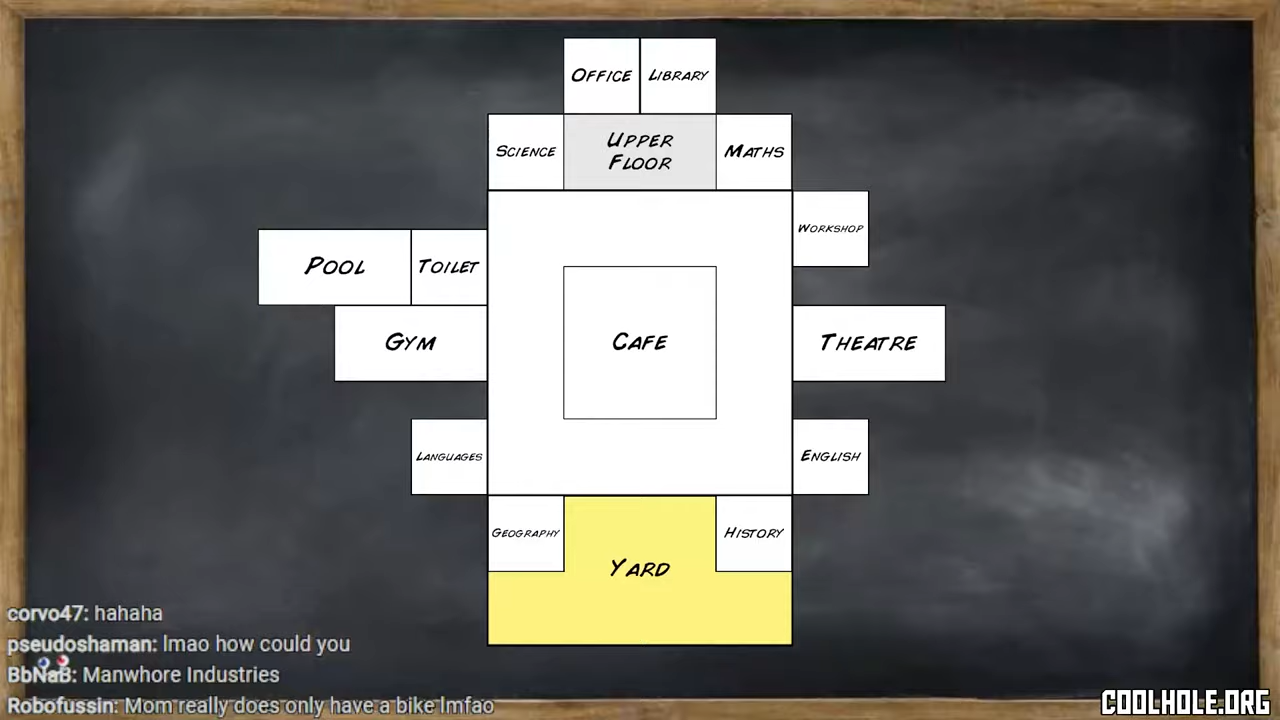 OFFICE LIBRARY
SCIENCE UPPER FLOOR MATHS
WORKSHOP
POOL TOILET
GYM CAFE THEATRE
LANGUAGES ENGLISH
GEOGRAPHY HISTORY
YARD
corvo47: hahaha
pseudoshaman: lmao how could you
BbNaB: Manwhore Industries
Robofussin: Mom really does only have a bike lmfao
COOLHOLE.ORG